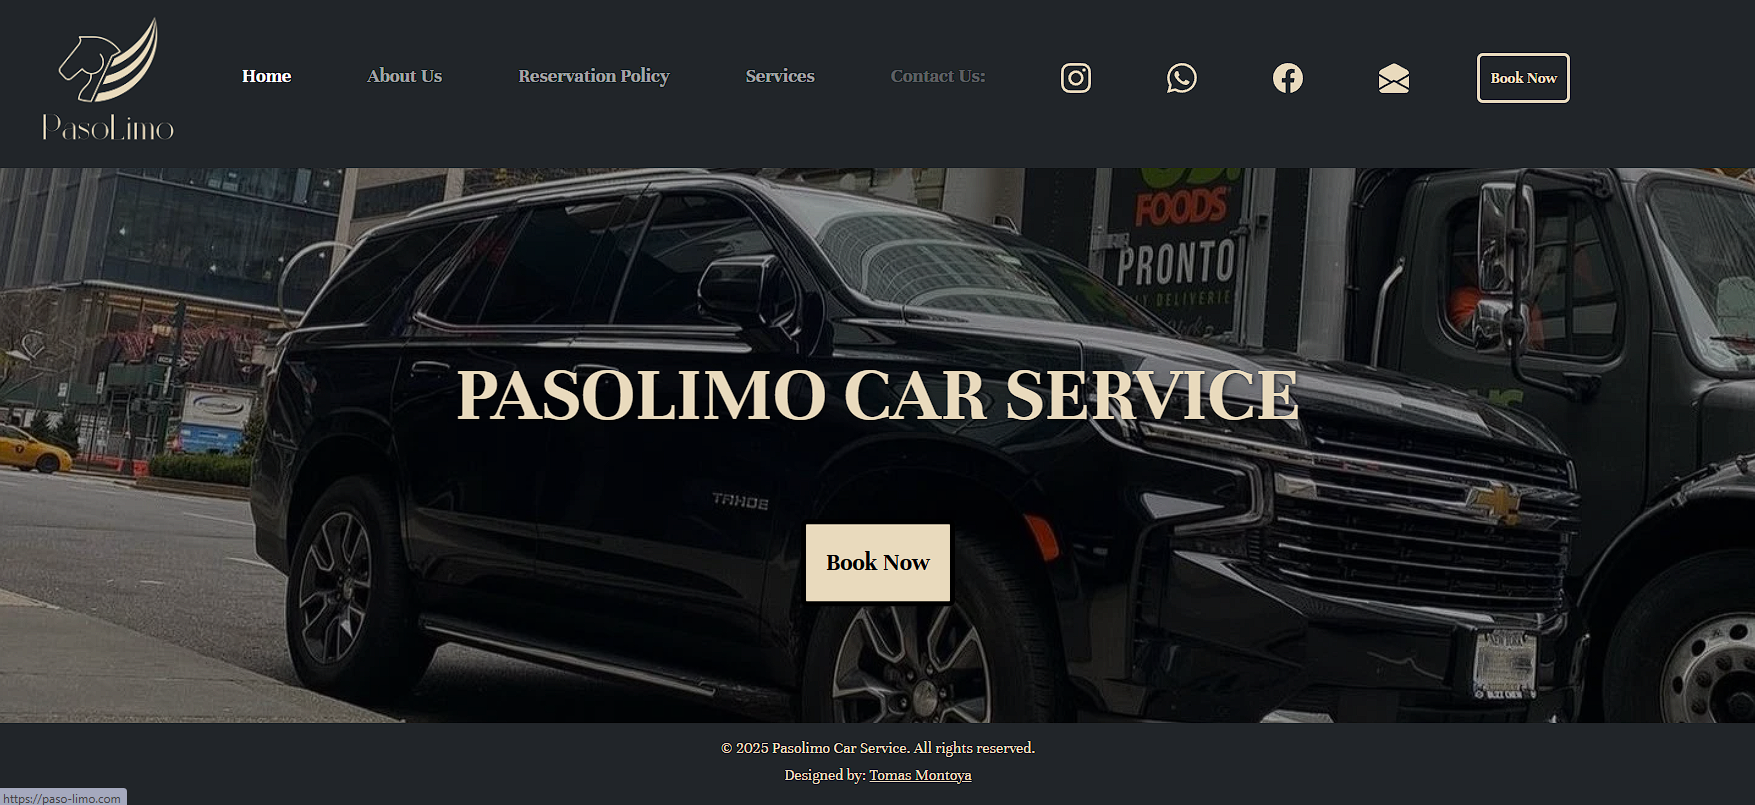 PasoLimo
Home
About Us
Reservation Policy
Services
Contact Us:
Book Now
FOODS
PRONTO
TAHOE
PASOLIMO CAR SERVICE
Book Now
© 2025 Pasolimo Car Service. All rights reserved.
Designed by: Tomas Montoya
https://paso-limo.com